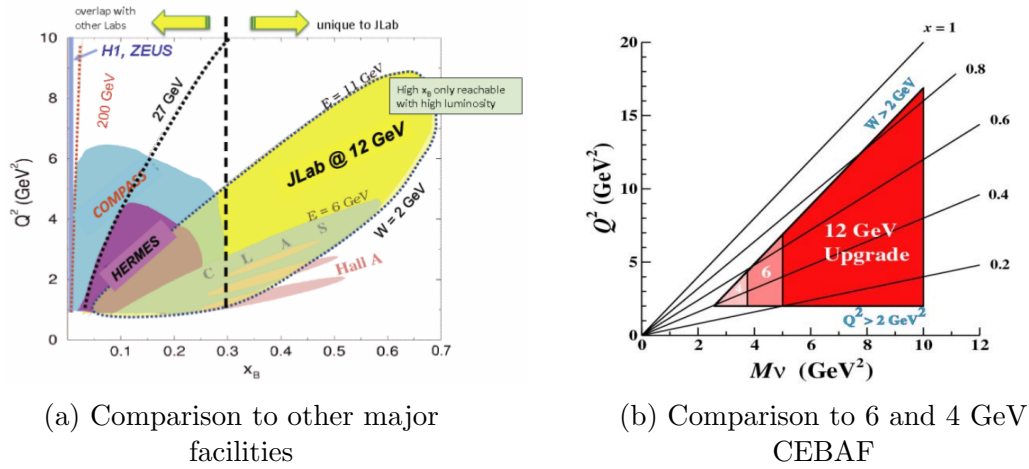 overlap with
other Labs
unique to JLab
10
8
6
4
2
0
Q² (GeV²)
H1, ZEUS
200 GeV
27 GeV
COMPASS
HERMES
E = 11 GeV
High x_B only reachable
with high luminosity
JLab @ 12 GeV
E = 6 GeV
W = 2 GeV
C L A S
Hall A
0.1
0.2
0.3
0.4
0.5
0.6
0.7
x_B
(a) Comparison to other major
facilities
20
15
10
5
0
Q² (GeV²)
x = 1
0.8
0.6
0.4
0.2
W > 2 GeV
12 GeV
Upgrade
6
4
Q² > 2 GeV²
0
2
4
6
8
10
12
Mν (GeV²)
(b) Comparison to 6 and 4 GeV
CEBAF